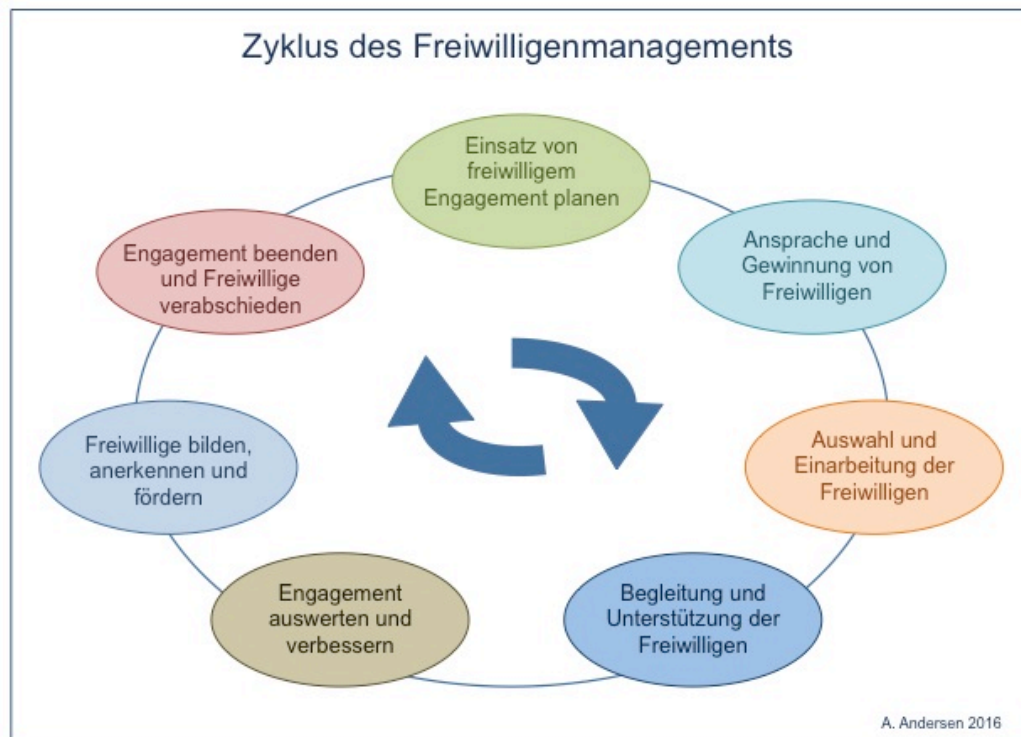 Zyklus des Freiwilligenmanagements
Einsatz von
freiwilligem
Engagement planen
Ansprache und
Gewinnung von
Freiwilligen
Auswahl und
Einarbeitung der
Freiwilligen
Begleitung und
Unterstützung der
Freiwilligen
Engagement
auswerten und
verbessern
Freiwillige bilden,
anerkennen und
fördern
Engagement beenden
und Freiwillige
verabschieden
A. Andersen 2016